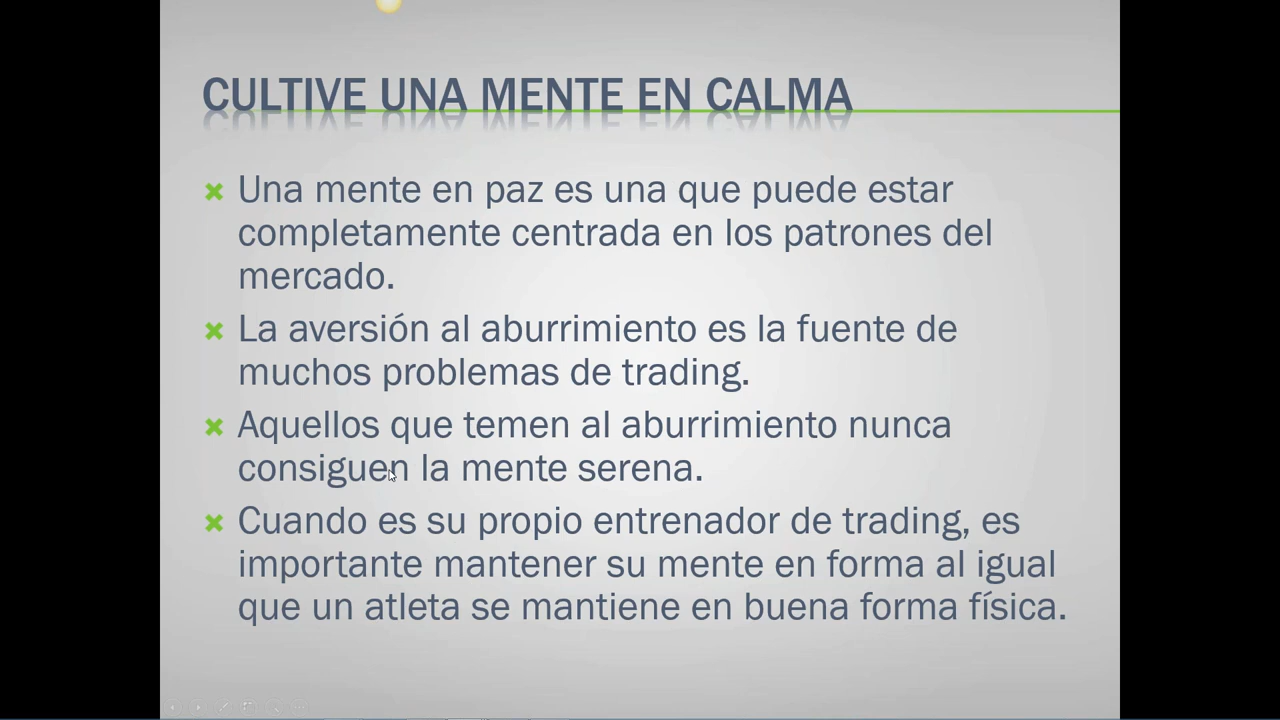 CULTIVE UNA MENTE EN CALMA
Una mente en paz es una que puede estar
completamente centrada en los patrones del
mercado.
La aversión al aburrimiento es la fuente de
muchos problemas de trading.
Aquellos que temen al aburrimiento nunca
consiguen la mente serena.
Cuando es su propio entrenador de trading, es
importante mantener su mente en forma al igual
que un atleta se mantiene en buena forma física.